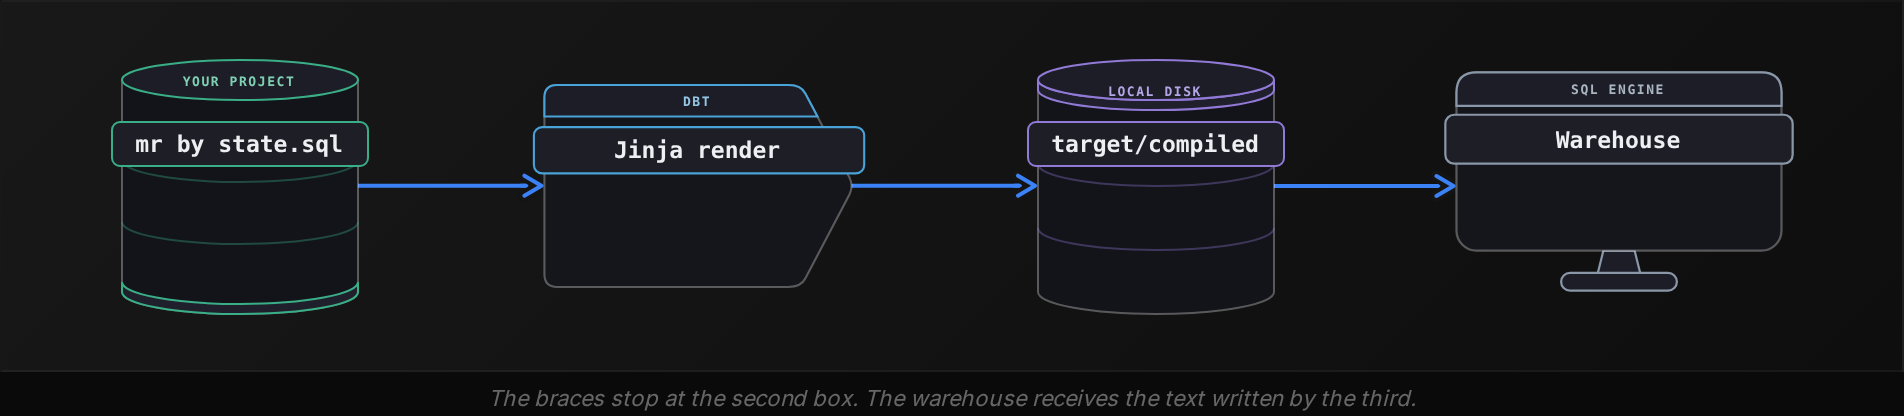 YOUR PROJECT
mr by state.sql
DBT
Jinja render
LOCAL DISK
target/compiled
SQL ENGINE
Warehouse
The braces stop at the second box. The warehouse receives the text written by the third.